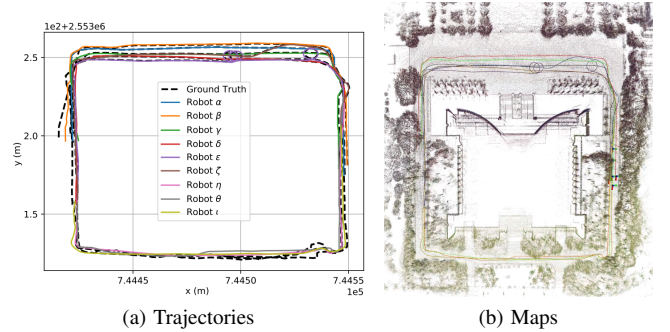 1e2+2.553e6
2.5
2.0
1.5
y (m)
Ground Truth
Robot α
Robot β
Robot γ
Robot δ
Robot ε
Robot ζ
Robot η
Robot θ
Robot ι
7.4445
7.4450
7.4455
x (m)
1e5
(a) Trajectories
(b) Maps